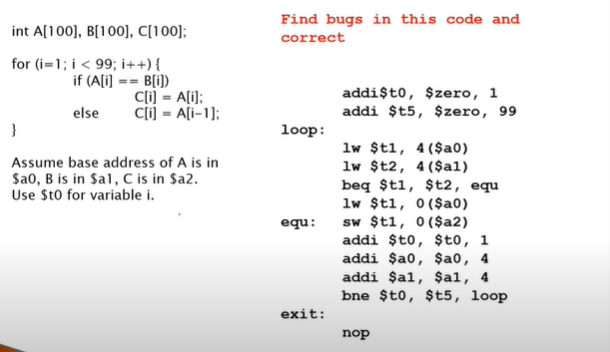 int A[100], B[100], C[100];
for (i=1; i < 99; i++) {
if (A[i] == B[i])
C[i] = A[i];
else C[i] = A[i-1];
}
Assume base address of A is in
$a0, B is in $a1, C is in $a2.
Use $t0 for variable i.
Find bugs in this code and
correct
addi$t0, $zero, 1
addi $t5, $zero, 99
loop:
lw $t1, 4($a0)
lw $t2, 4($a1)
beq $t1, $t2, equ
lw $t1, 0($a0)
equ: sw $t1, 0($a2)
addi $t0, $t0, 1
addi $a0, $a0, 4
addi $a1, $a1, 4
bne $t0, $t5, loop
exit:
nop